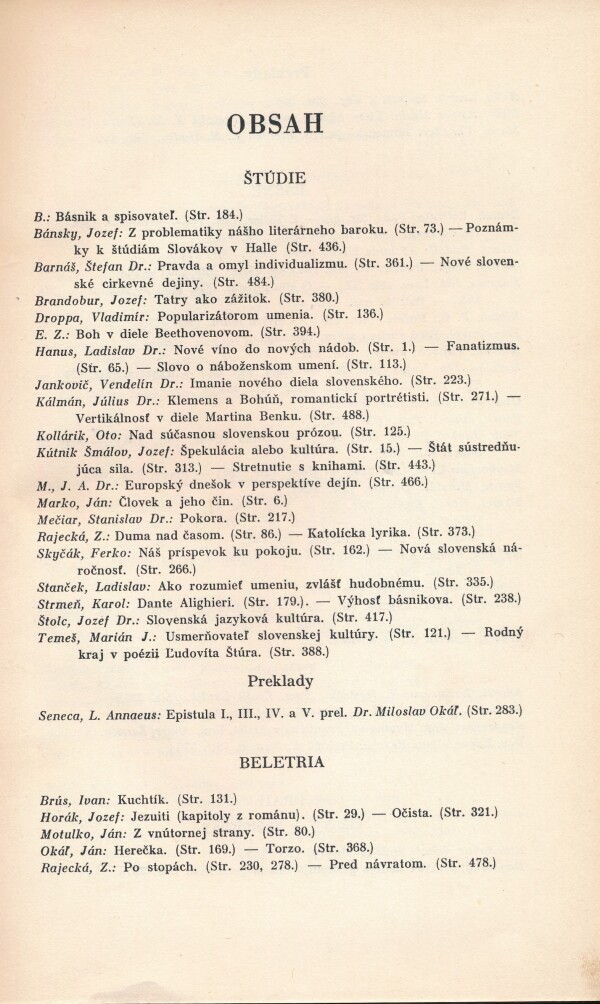 OBSAH
ŠTÚDIE
B.: Básnik a spisovateľ. (Str. 184.)
Bánsky, Jozef: Z problematiky nášho literárneho baroku. (Str. 73.) — Poznám-
ky k štúdiám Slovákov v Halle (Str. 436.)
Barnáš, Štefan Dr.: Pravda a omyl individualizmu. (Str. 361.) — Nové sloven-
ské cirkevné dejiny. (Str. 484.)
Brandobur, Jozef: Tatry ako zážitok. (Str. 380.)
Droppa, Vladimír: Popularizátorom umenia. (Str. 136.)
E. Z.: Boh v diele Beethovenovom. (Str. 394.)
Hanus, Ladislav Dr.: Nové víno do nových nádob. (Str. 1.) — Fanatizmus.
(Str. 65.) — Slovo o náboženskom umení. (Str. 113.)
Jankovič, Vendelín Dr.: Imanie nového diela slovenského. (Str. 223.)
Kálmán, Július Dr.: Klemens a Bohúň, romantickí portrétisti. (Str. 271.) —
Vertikálnosť v diele Martina Benku. (Str. 488.)
Kollárik, Oto: Nad súčasnou slovenskou prózou. (Str. 125.)
Kútnik Šmálov, Jozef: Špekulácia alebo kultúra. (Str. 15.) — Štát sústredňu-
júca sila. (Str. 313.) — Stretnutie s knihami. (Str. 443.)
M., J. A. Dr.: Europský dnešok v perspektíve dejín. (Str. 466.)
Marko, Ján: Človek a jeho čin. (Str. 6.)
Mečiar, Stanislav Dr.: Pokora. (Str. 217.)
Rajecká, Z.: Duma nad časom. (Str. 86.) — Katolícka lyrika. (Str. 373.)
Skyčák, Ferko: Náš príspevok ku pokoju. (Str. 162.) — Nová slovenská ná-
ročnosť. (Str. 266.)
Stanček, Ladislav: Ako rozumieť umeniu, zvlášť hudobnému. (Str. 335.)
Strmeň, Karol: Dante Alighieri. (Str. 179.). — Výhosť básnikova. (Str. 238.)
Štolc, Jozef Dr.: Slovenská jazyková kultúra. (Str. 417.)
Temeš, Marián J.: Usmerňovateľ slovenskej kultúry. (Str. 121.) — Rodný
kraj v poézii Ľudovíta Štúra. (Str. 388.)
Preklady
Seneca, L. Annaeus: Epistula I., III., IV. a V. prel. Dr. Miloslav Okáľ. (Str. 283.)
BELETRIA
Brús, Ivan: Kuchtík. (Str. 131.)
Horák, Jozef: Jezuiti (kapitoly z románu). (Str. 29.) — Očista. (Str. 321.)
Motulko, Ján: Z vnútornej strany. (Str. 80.)
Okáľ, Ján: Herečka. (Str. 169.) — Torzo. (Str. 368.)
Rajecká, Z.: Po stopách. (Str. 230, 278.) — Pred návratom. (Str. 478.)